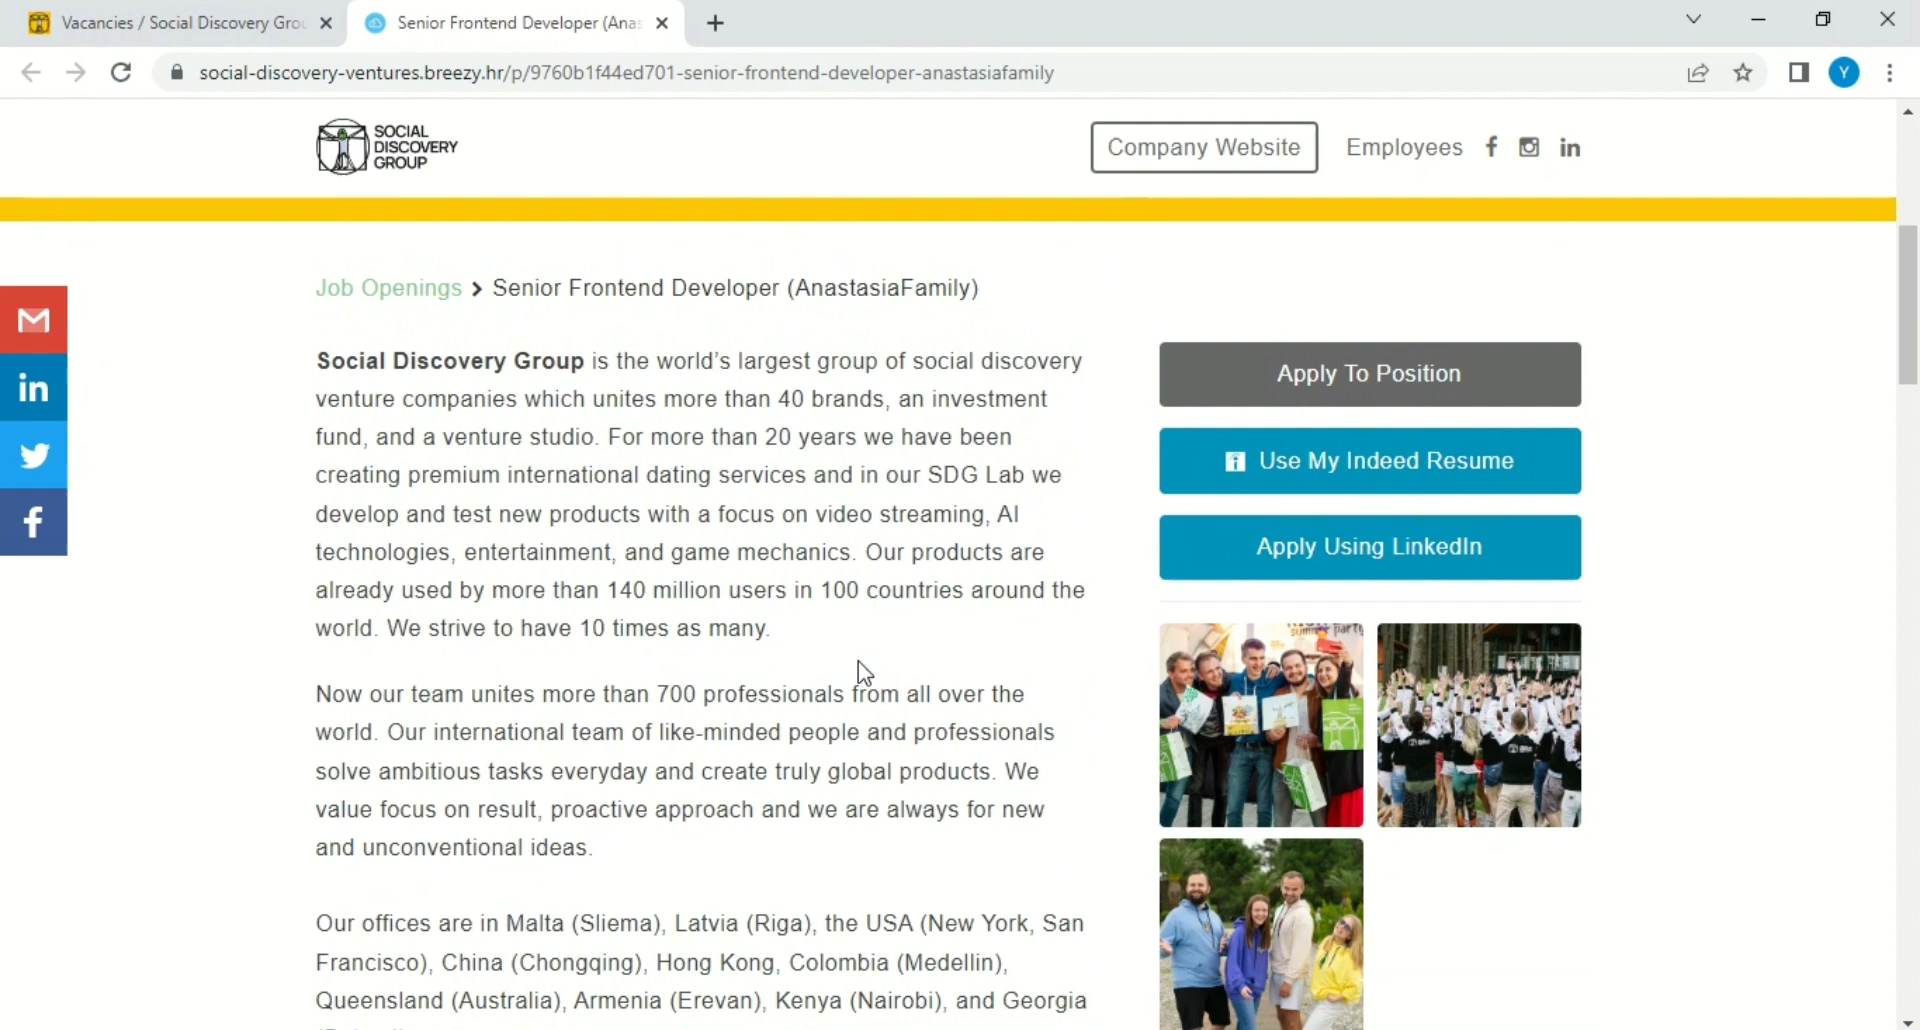 Vacancies / Social Discovery Gro
Senior Frontend Developer (Anas
social-discovery-ventures.breezy.hr/p/9760b1f44ed701-senior-frontend-developer-anastasiafamily
Y
SOCIAL
DISCOVERY
GROUP
Company Website
Employees
Job Openings > Senior Frontend Developer (AnastasiaFamily)
Social Discovery Group is the world's largest group of social discovery
venture companies which unites more than 40 brands, an investment
fund, and a venture studio. For more than 20 years we have been
creating premium international dating services and in our SDG Lab we
develop and test new products with a focus on video streaming, AI
technologies, entertainment, and game mechanics. Our products are
already used by more than 140 million users in 100 countries around the
world. We strive to have 10 times as many.
Now our team unites more than 700 professionals from all over the
world. Our international team of like-minded people and professionals
solve ambitious tasks everyday and create truly global products. We
value focus on result, proactive approach and we are always for new
and unconventional ideas.
Our offices are in Malta (Sliema), Latvia (Riga), the USA (New York, San
Francisco), China (Chongqing), Hong Kong, Colombia (Medellin),
Queensland (Australia), Armenia (Erevan), Kenya (Nairobi), and Georgia
Apply To Position
Use My Indeed Resume
Apply Using LinkedIn
summer party